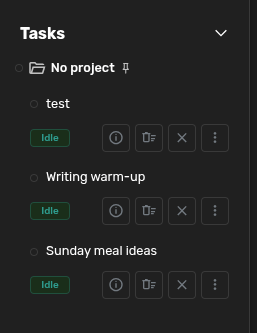 Tasks
No project
test
Idle
Writing warm-up
Idle
Sunday meal ideas
Idle